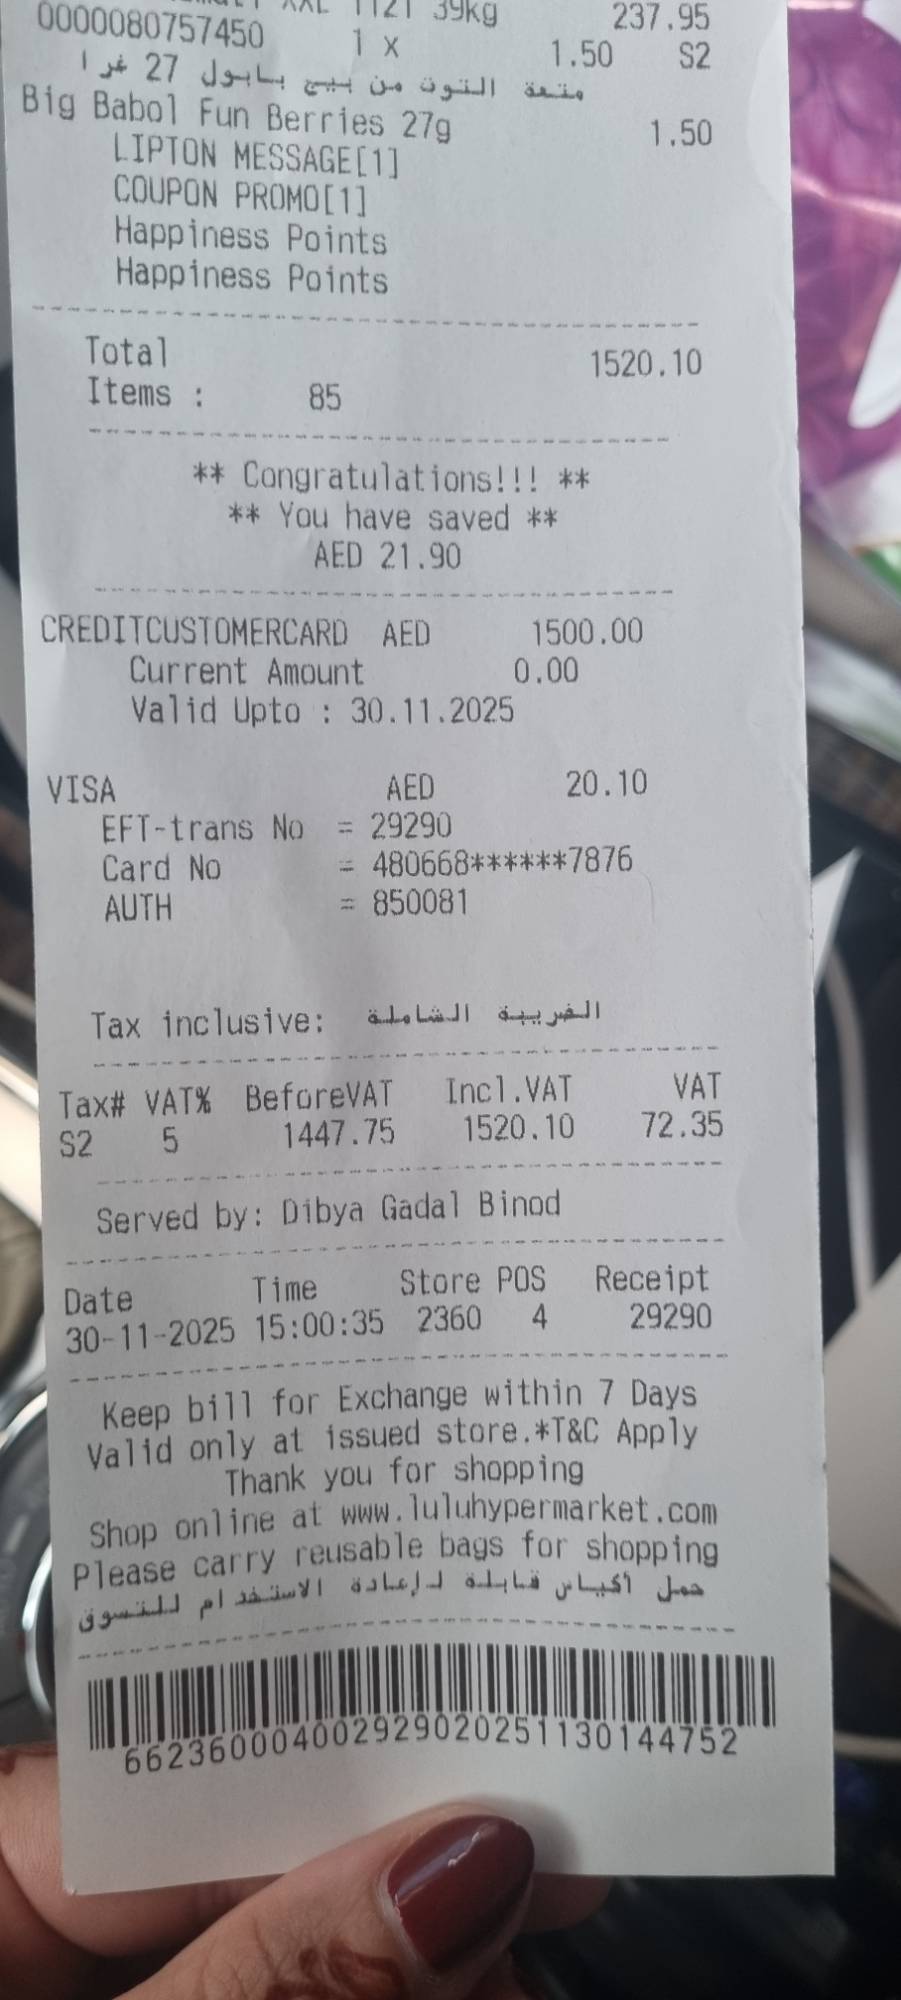 XXL 1121 39kg 237.95
0000080757450 1 x 1.50 S2
متعة التوت من بيج بابول 27 غرا
Big Babol Fun Berries 27g 1.50
LIPTON MESSAGE[1]
COUPON PROMO[1]
Happiness Points
Happiness Points
Total 1520.10
Items : 85
** Congratulations!!! **
** You have saved **
AED 21.90
CREDITCUSTOMERCARD AED 1500.00
Current Amount 0.00
Valid Upto : 30.11.2025
VISA AED 20.10
EFT-trans No = 29290
Card No = 480668******7876
AUTH = 850081
Tax inclusive: الضريبة الشاملة
Tax# VAT% BeforeVAT Incl.VAT VAT
S2 5 1447.75 1520.10 72.35
Served by: Dibya Gadal Binod
Date Time Store POS Receipt
30-11-2025 15:00:35 2360 4 29290
Keep bill for Exchange within 7 Days
Valid only at issued store.*T&C Apply
Thank you for shopping
Shop online at www.luluhypermarket.com
Please carry reusable bags for shopping
حمل أكياس قابلة لإعادة الاستخدام للتسوق
662360004002929020251130144752